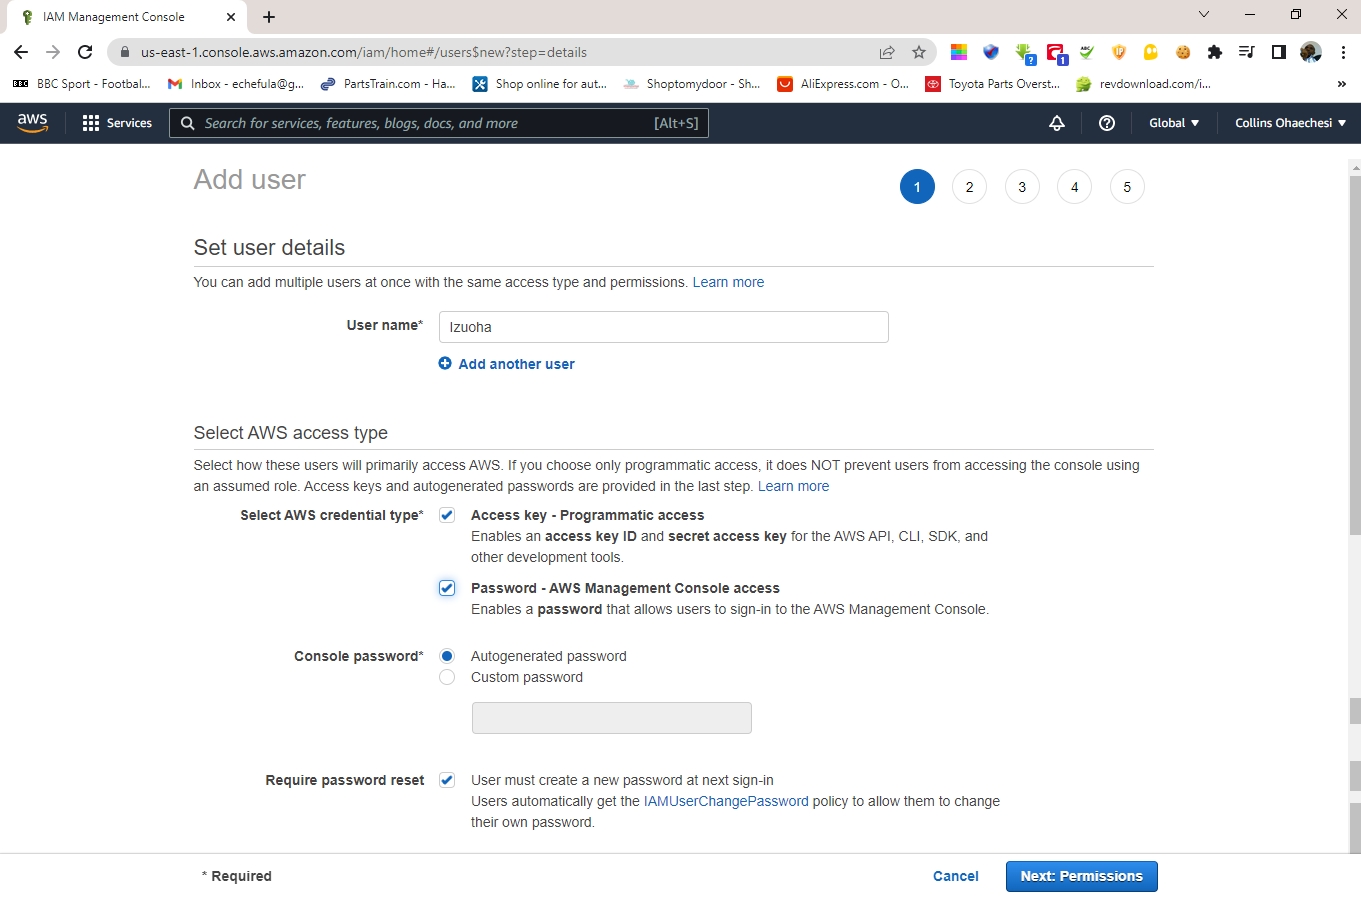 IAM Management Console
us-east-1.console.aws.amazon.com/iam/home#/users$new?step=details
BBC BBC Sport - Footbal...
Inbox - echefula@g...
PartsTrain.com - Ha...
Shop online for aut...
Shoptomydoor - Sh...
AliExpress.com - O...
Toyota Parts Overst...
revdownload.com/i...
»
aws
Services
Search for services, features, blogs, docs, and more [Alt+S]
Global
Collins Ohaechesi
Add user
1 2 3 4 5
Set user details
You can add multiple users at once with the same access type and permissions. Learn more
User name* Izuoha
Add another user
Select AWS access type
Select how these users will primarily access AWS. If you choose only programmatic access, it does NOT prevent users from accessing the console using
an assumed role. Access keys and autogenerated passwords are provided in the last step. Learn more
Select AWS credential type* Access key - Programmatic access
Enables an access key ID and secret access key for the AWS API, CLI, SDK, and
other development tools.
Password - AWS Management Console access
Enables a password that allows users to sign-in to the AWS Management Console.
Console password* Autogenerated password
Custom password
Require password reset User must create a new password at next sign-in
Users automatically get the IAMUserChangePassword policy to allow them to change
their own password.
* Required
Cancel
Next: Permissions